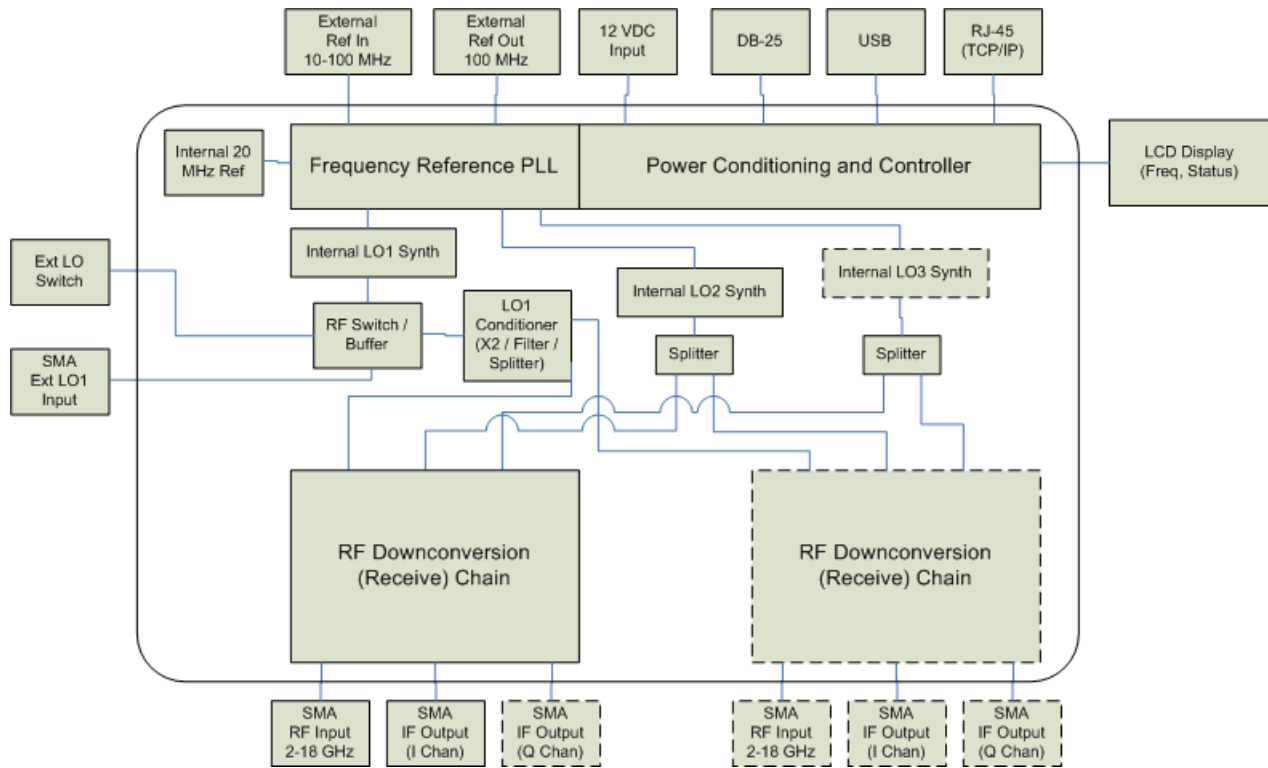 External
Ref In
10-100 MHz
External
Ref Out
100 MHz
12 VDC
Input
DB-25
USB
RJ-45
(TCP/IP)
Internal 20
MHz Ref
Frequency Reference PLL
Power Conditioning and Controller
LCD Display
(Freq, Status)
Ext LO
Switch
Internal LO1 Synth
Internal LO2 Synth
Internal LO3 Synth
RF Switch /
Buffer
LO1
Conditioner
(X2 / Filter /
Splitter)
Splitter
Splitter
SMA
Ext LO1
Input
RF Downconversion
(Receive) Chain
RF Downconversion
(Receive) Chain
SMA
RF Input
2-18 GHz
SMA
IF Output
(I Chan)
SMA
IF Output
(Q Chan)
SMA
RF Input
2-18 GHz
SMA
IF Output
(I Chan)
SMA
IF Output
(Q Chan)